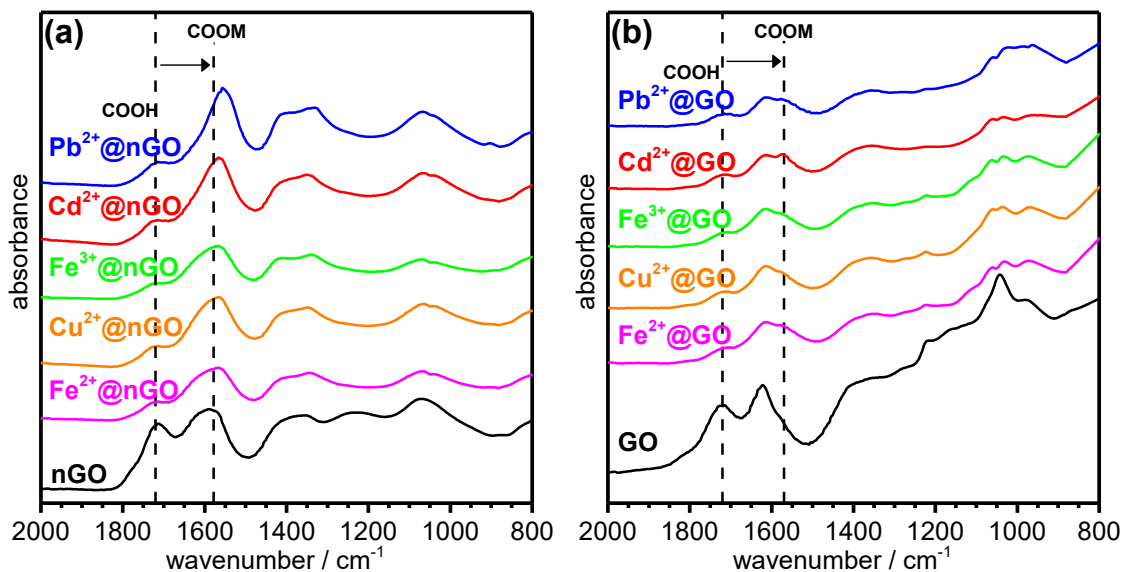 (a)
COOM
COOH
Pb²⁺@nGO
Cd²⁺@nGO
Fe³⁺@nGO
Cu²⁺@nGO
Fe²⁺@nGO
nGO
absorbance
2000 1800 1600 1400 1200 1000 800
wavenumber / cm⁻¹
(b)
COOM
COOH
Pb²⁺@GO
Cd²⁺@GO
Fe³⁺@GO
Cu²⁺@GO
Fe²⁺@GO
GO
absorbance
2000 1800 1600 1400 1200 1000 800
wavenumber / cm⁻¹